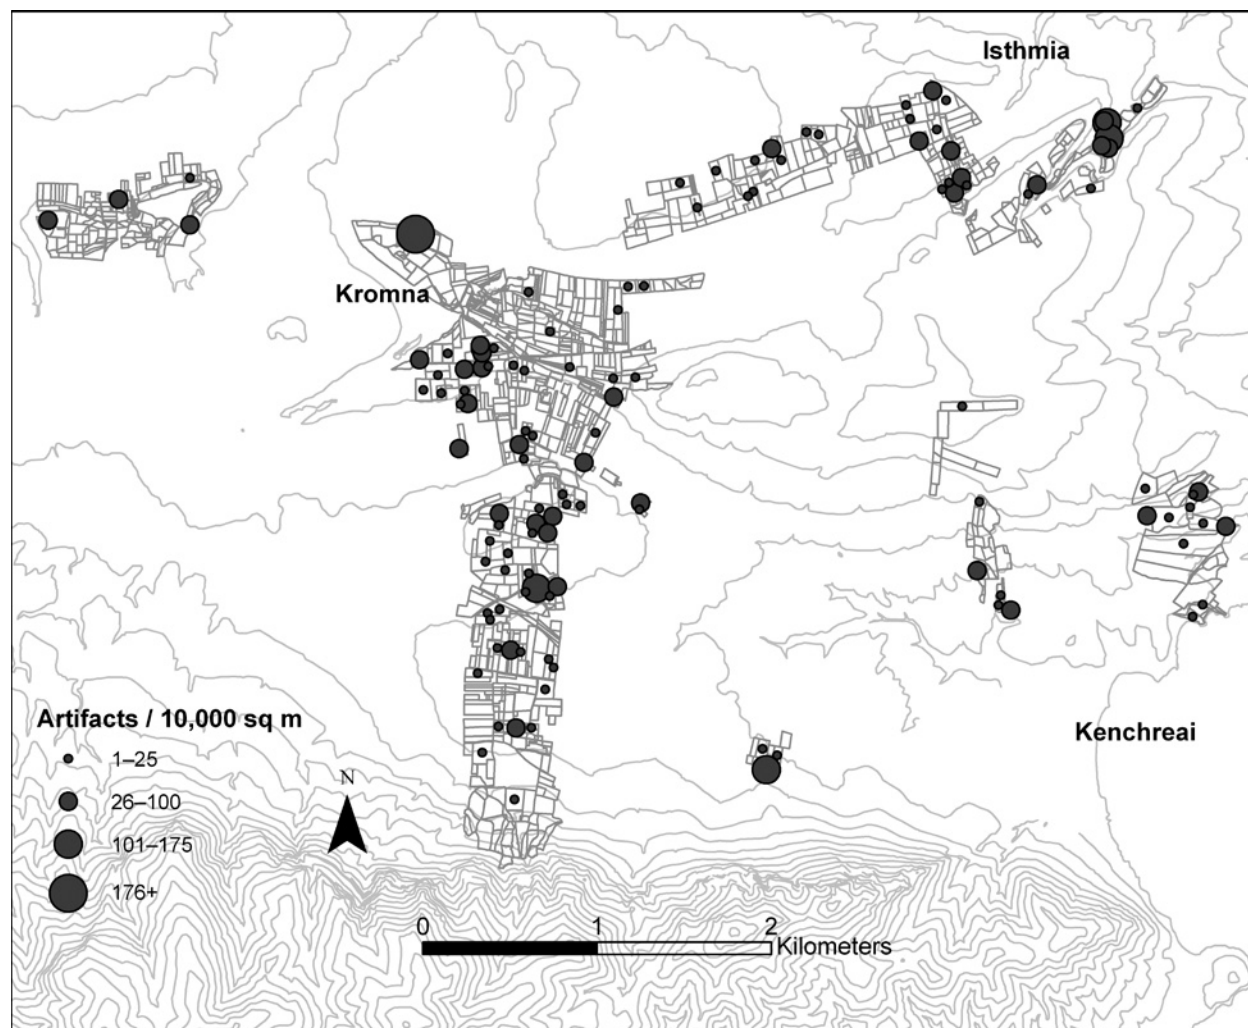 Isthmia
Kromna
Artifacts / 10,000 sq m
1–25
26–100
101–175
176+
N
Kenchreai
0 1 2
Kilometers